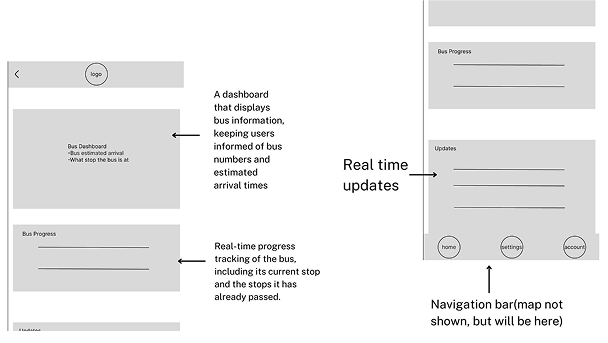 logo
Bus Dashboard
-Bus estimated arrival
-What stop the bus is at
A dashboard
that displays
bus information,
keeping users
informed of bus
numbers and
estimated
arrival times
Bus Progress
Real-time progress
tracking of the bus,
including its current stop
and the stops it has
already passed.
Updates
Bus Progress
Updates
Real time
updates
home
settings
account
Navigation bar(map not
shown, but will be here)